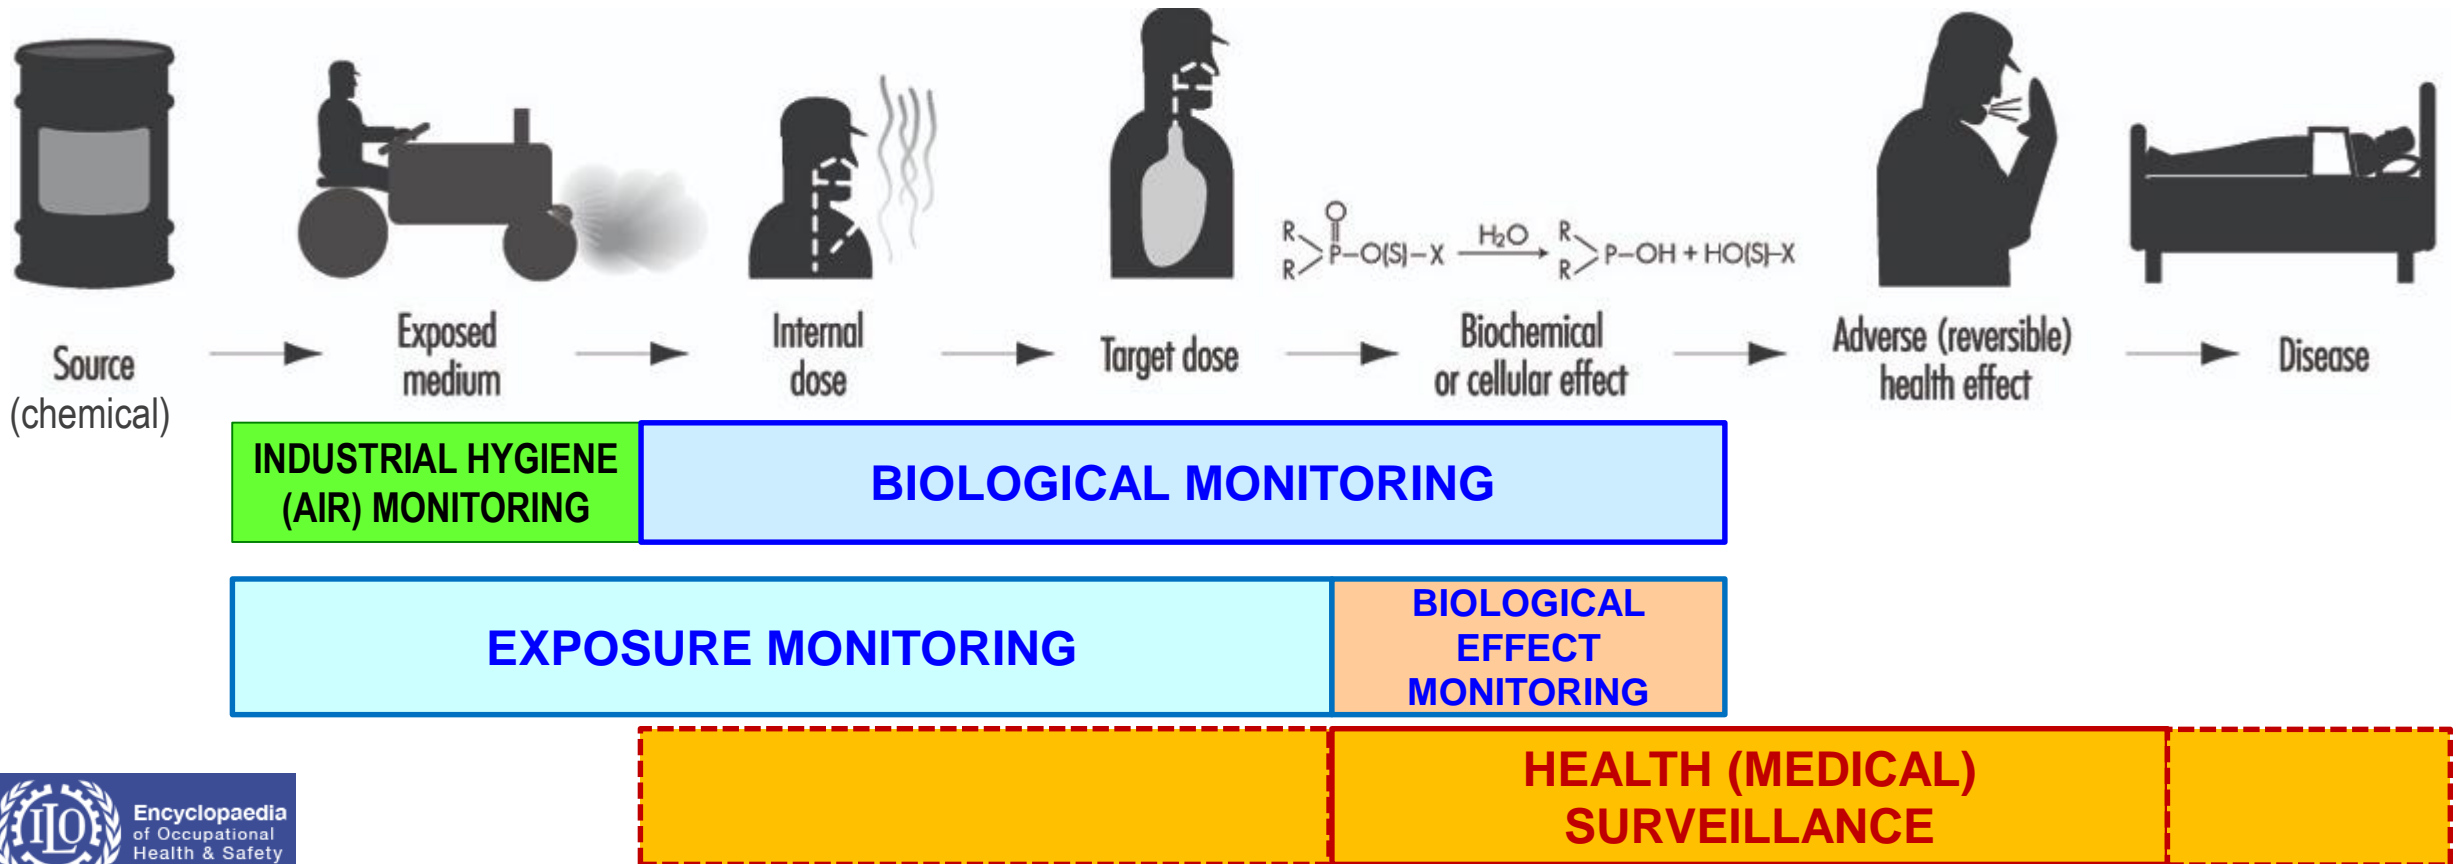 R
R
O
P–O(S)–X
H₂O
R
R
P–OH + HO(S)–X
Source
(chemical)
Exposed
medium
Internal
dose
Target dose
Biochemical
or cellular effect
Adverse (reversible)
health effect
Disease
INDUSTRIAL HYGIENE
(AIR) MONITORING
BIOLOGICAL MONITORING
EXPOSURE MONITORING
BIOLOGICAL
EFFECT
MONITORING
HEALTH (MEDICAL)
SURVEILLANCE
ILO
Encyclopaedia
of Occupational
Health & Safety